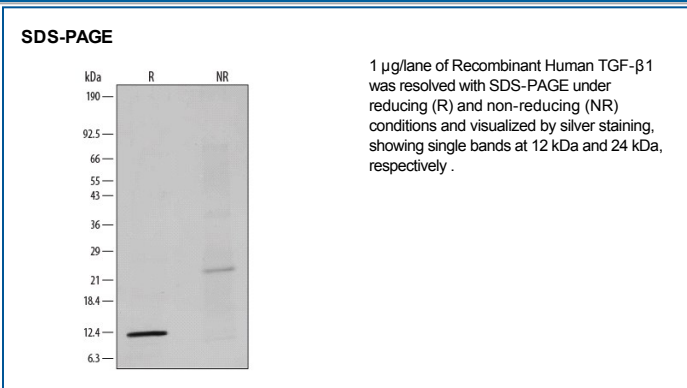 SDS-PAGE
kDa R NR
190
92.5
66
55
43
36
29
21
18.4
12.4
6.3
1 µg/lane of Recombinant Human TGF-β1
was resolved with SDS-PAGE under
reducing (R) and non-reducing (NR)
conditions and visualized by silver staining,
showing single bands at 12 kDa and 24 kDa,
respectively .